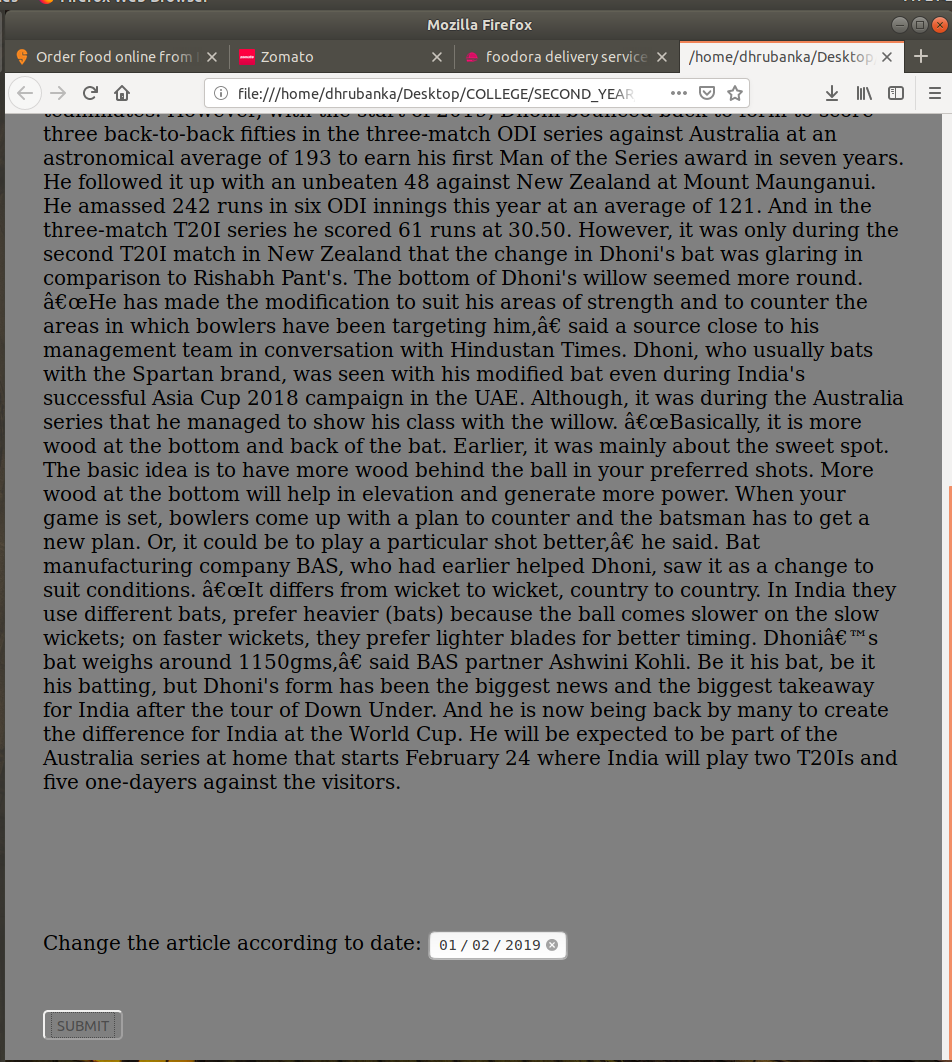 Firefox Web Browser
Mozilla Firefox
Order food online from
Zomato
foodora delivery service
/home/dhrubanka/Desktop
file:///home/dhrubanka/Desktop/COLLEGE/SECOND_YEAR
teammates. However, with the start of 2019, Dhoni bounced back to form to score
three back-to-back fifties in the three-match ODI series against Australia at an
astronomical average of 193 to earn his first Man of the Series award in seven years.
He followed it up with an unbeaten 48 against New Zealand at Mount Maunganui.
He amassed 242 runs in six ODI innings this year at an average of 121. And in the
three-match T20I series he scored 61 runs at 30.50. However, it was only during the
second T20I match in New Zealand that the change in Dhoni's bat was glaring in
comparison to Rishabh Pant's. The bottom of Dhoni's willow seemed more round.
â€œHe has made the modification to suit his areas of strength and to counter the
areas in which bowlers have been targeting him,â€ said a source close to his
management team in conversation with Hindustan Times. Dhoni, who usually bats
with the Spartan brand, was seen with his modified bat even during India's
successful Asia Cup 2018 campaign in the UAE. Although, it was during the Australia
series that he managed to show his class with the willow. â€œBasically, it is more
wood at the bottom and back of the bat. Earlier, it was mainly about the sweet spot.
The basic idea is to have more wood behind the ball in your preferred shots. More
wood at the bottom will help in elevation and generate more power. When your
game is set, bowlers come up with a plan to counter and the batsman has to get a
new plan. Or, it could be to play a particular shot better,â€ he said. Bat
manufacturing company BAS, who had earlier helped Dhoni, saw it as a change to
suit conditions. â€œIt differs from wicket to wicket, country to country. In India they
use different bats, prefer heavier (bats) because the ball comes slower on the slow
wickets; on faster wickets, they prefer lighter blades for better timing. Dhoniâ€™s
bat weighs around 1150gms,â€ said BAS partner Ashwini Kohli. Be it his bat, be it
his batting, but Dhoni's form has been the biggest news and the biggest takeaway
for India after the tour of Down Under. And he is now being back by many to create
the difference for India at the World Cup. He will be expected to be part of the
Australia series at home that starts February 24 where India will play two T20Is and
five one-dayers against the visitors.
Change the article according to date: 01 / 02 / 2019
SUBMIT